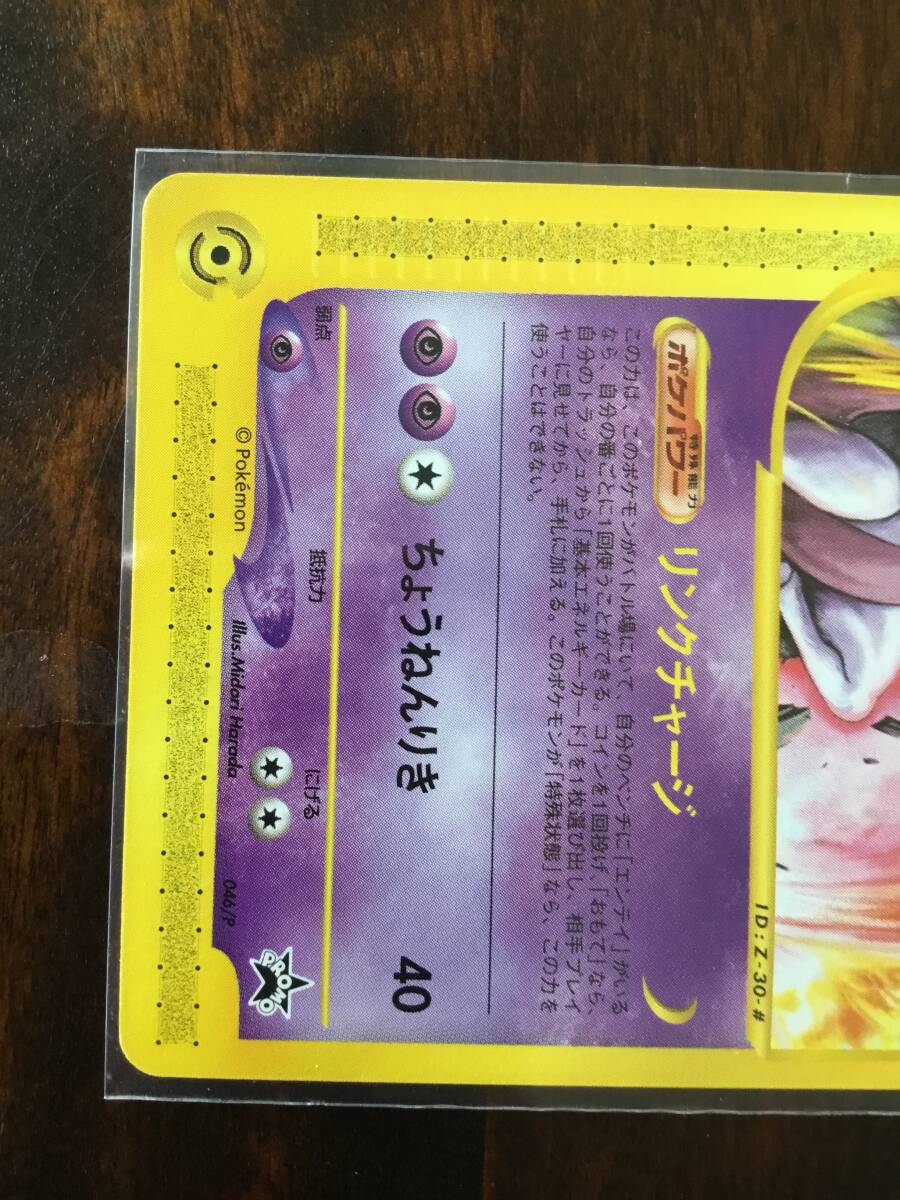 ID:Z-30-#
特殊能力
ポケパワー リンクチャージ
この力は、このポケモンがバトル場にいて、自分のベンチに「エンテイ」がいる
なら、自分の番ごとに1回使うことができる。コインを1回投げ、「おもて」なら、
自分のトラッシュから「基本エネルギーカード」を1枚選び出し、相手プレイ
ヤーに見せてから、手札に加える。このポケモンが「特殊状態」なら、この力を
使うことはできない。
ちょうねんりき 40
弱点 抵抗力 にげる
©Pokémon Illus.Midori Harada 046/P
PROMO